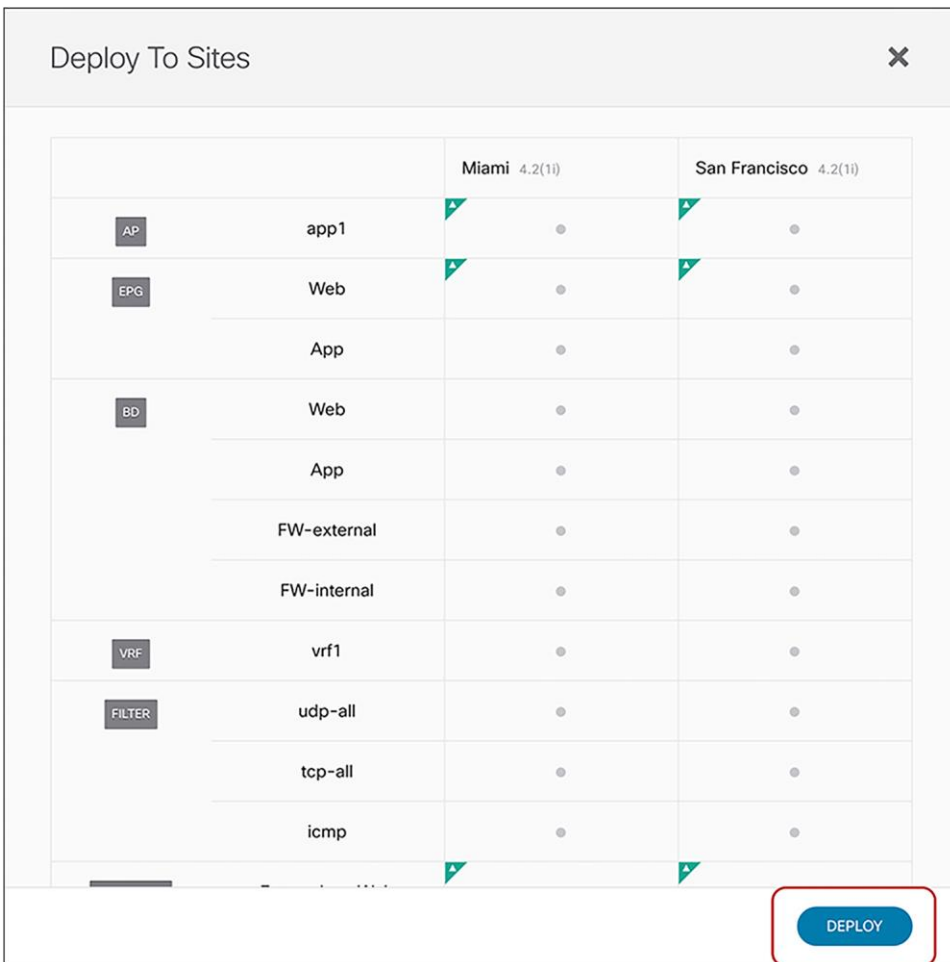 Deploy To Sites
Miami 4.2(1i) San Francisco 4.2(1i)
AP app1
EPG Web
App
BD Web
App
FW-external
FW-internal
VRF vrf1
FILTER udp-all
tcp-all
icmp
DEPLOY